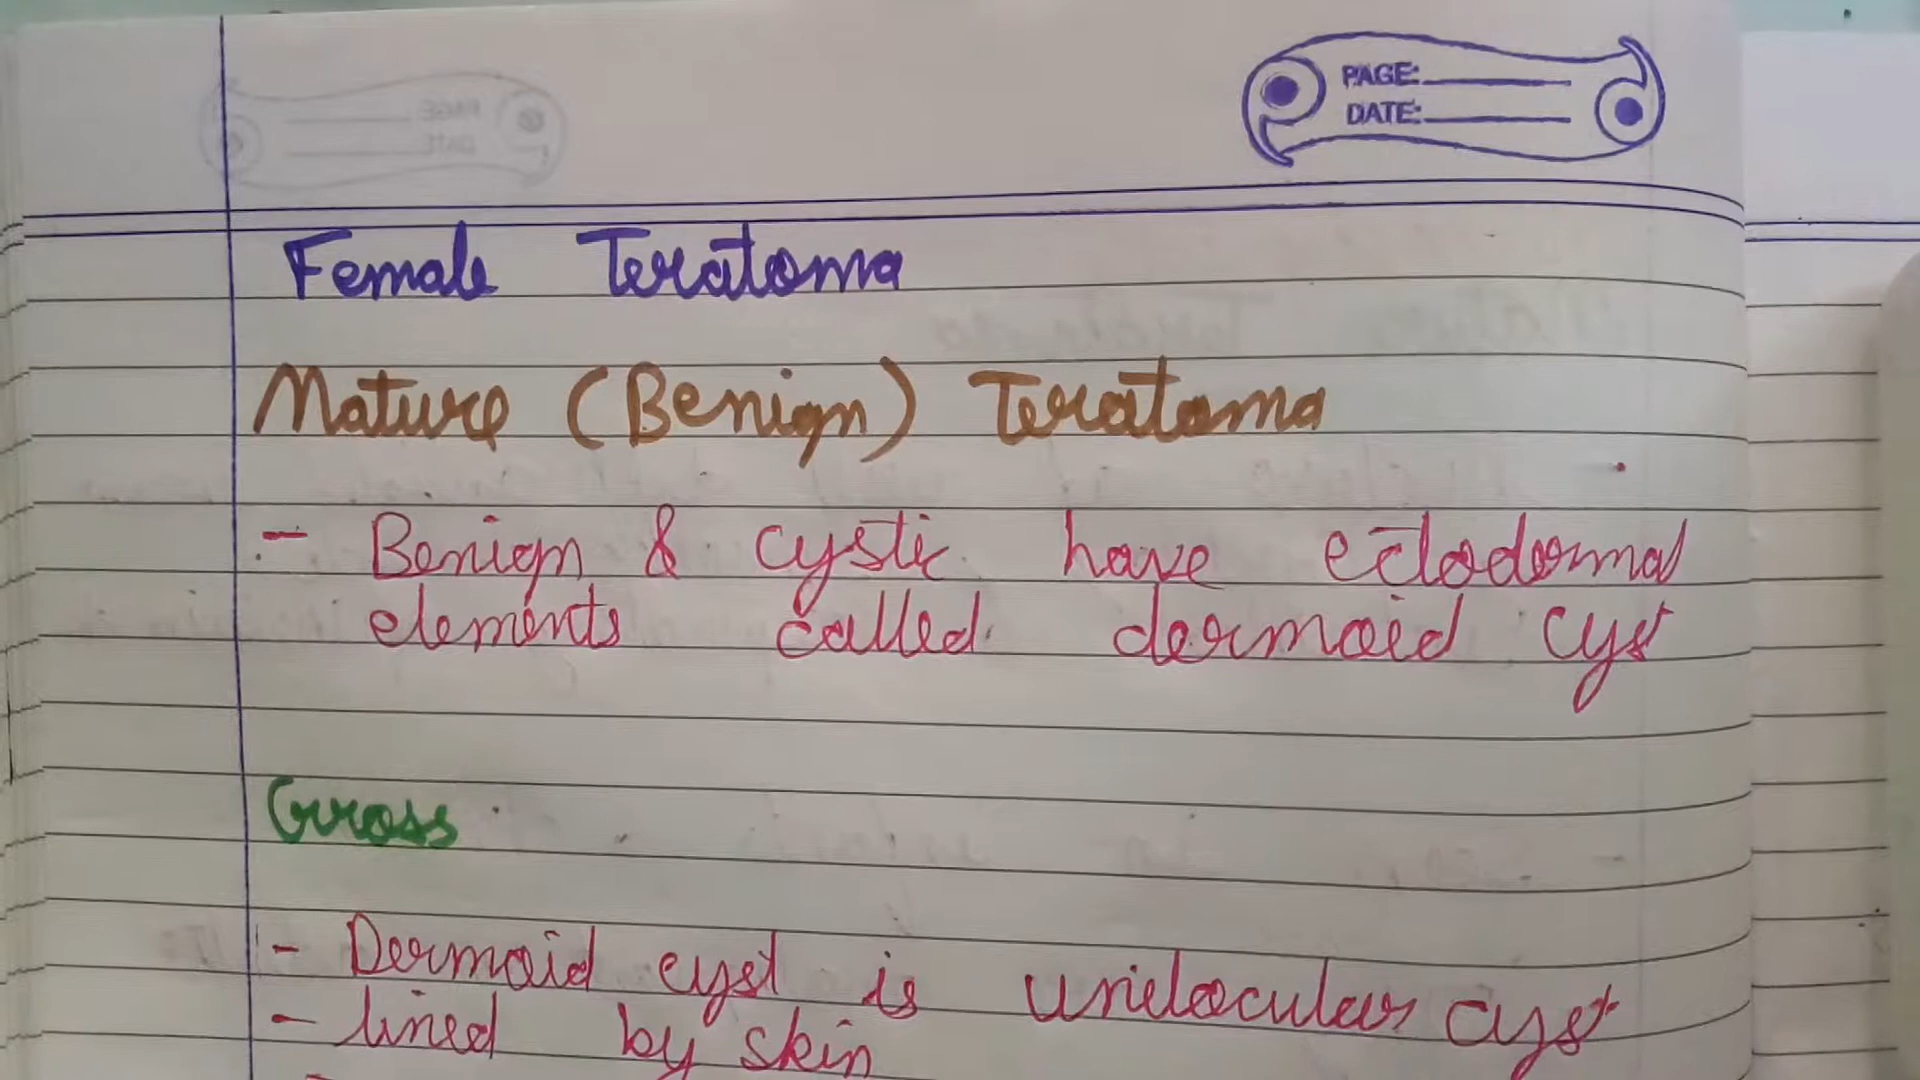 PAGE:
DATE:
Female Teratoma
Mature (Benign) Teratoma
- Benign & cystic have ectodermal
elements called dermoid cyst
Gross
- Dermoid cyst is unilocular cyst
- lined by skin